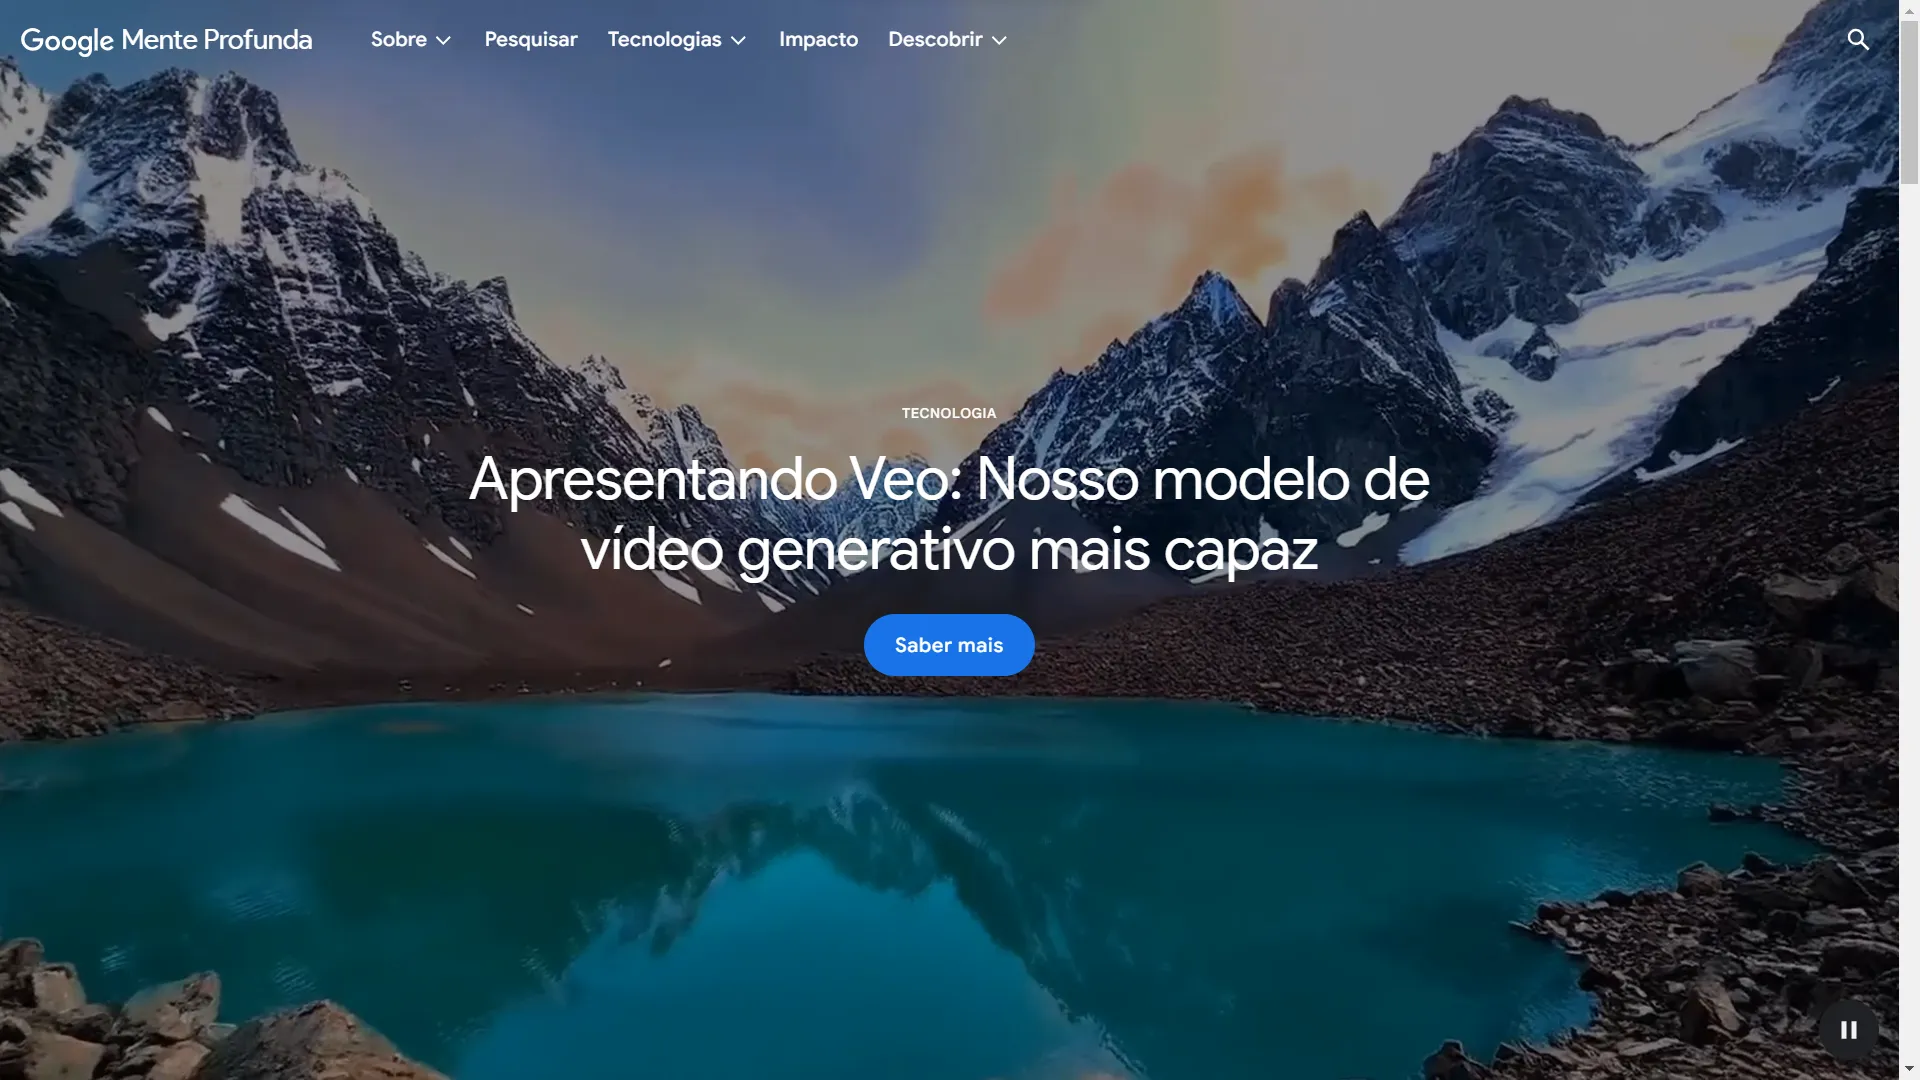 Google Mente Profunda
Sobre
Pesquisar
Tecnologias
Impacto
Descobrir
TECNOLOGIA
Apresentando Veo: Nosso modelo de
vídeo generativo mais capaz
Saber mais